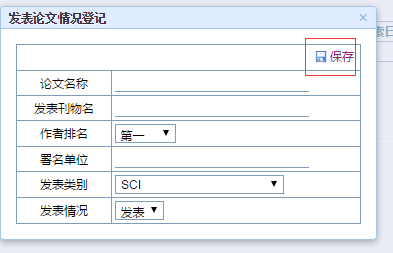 发表论文情况登记
保存
论文名称
发表刊物名
作者排名 第一
署名单位
发表类别 SCI
发表情况 发表